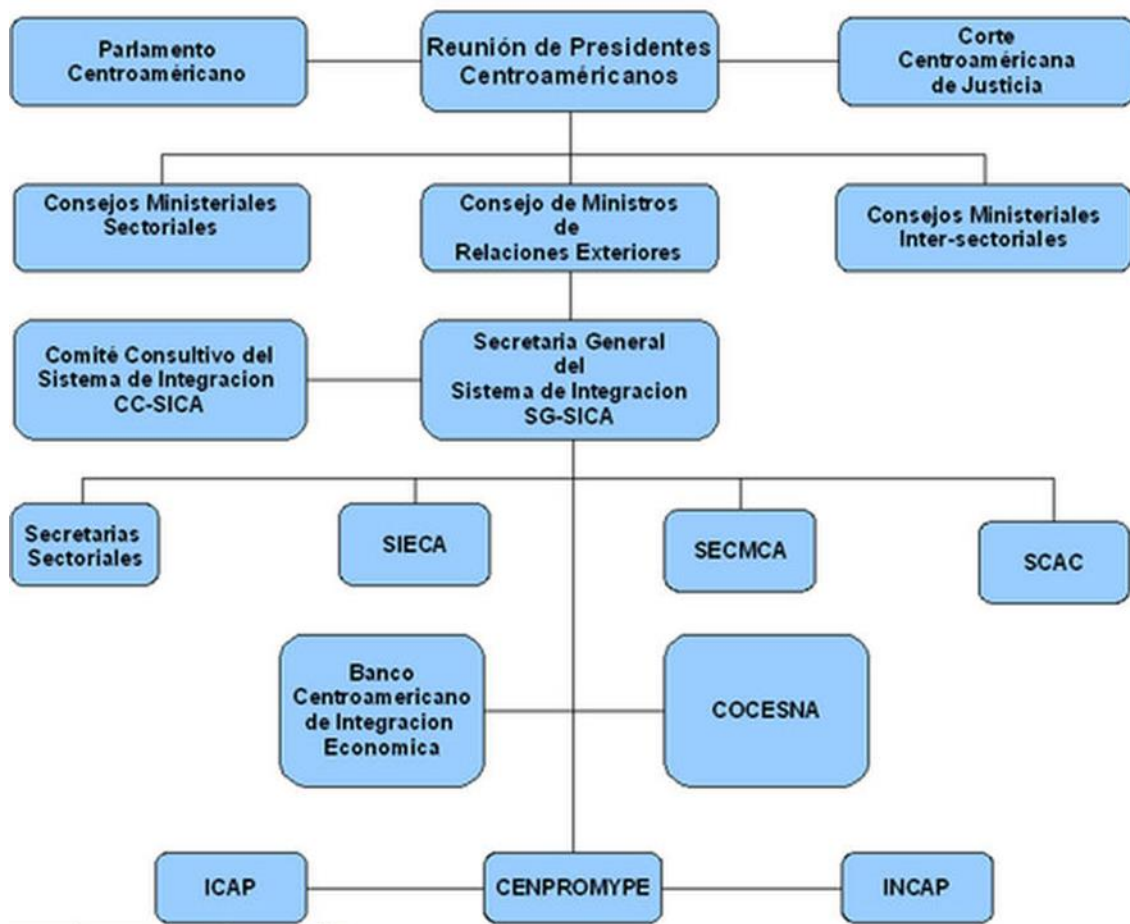 Parlamento
Centroaméricano
Reunión de Presidentes
Centroaméricanos
Corte
Centroaméricana
de Justicia
Consejos Ministeriales
Sectoriales
Consejo de Ministros
de
Relaciones Exteriores
Consejos Ministeriales
Inter-sectoriales
Comité Consultivo del
Sistema de Integracion
CC-SICA
Secretaria General
del
Sistema de Integracion
SG-SICA
Secretarias
Sectoriales
SIECA
SECMCA
SCAC
Banco
Centroamericano
de Integracion
Economica
COCESNA
ICAP
CENPROMYPE
INCAP